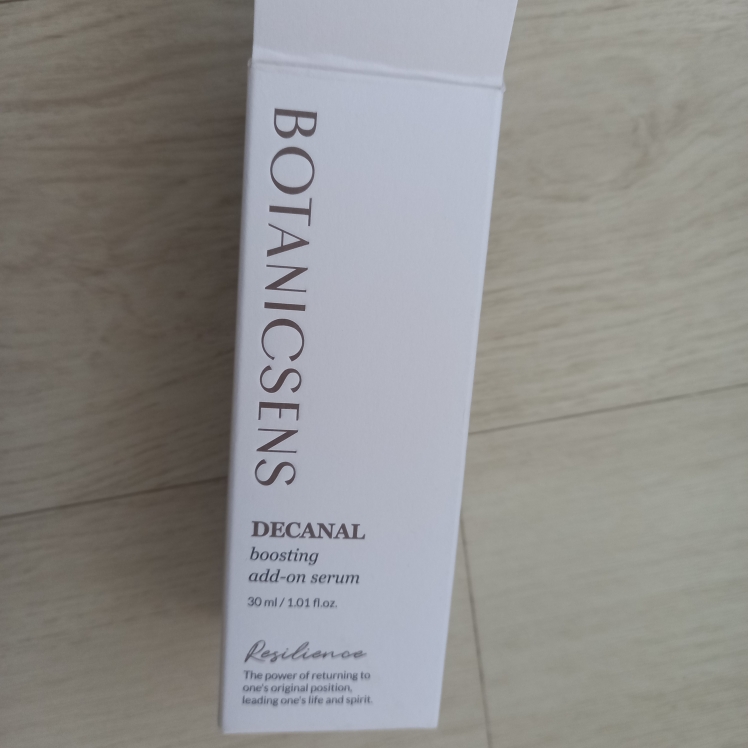 BOTANICSENS
DECANAL
boosting
add-on serum
30 ml / 1.01 fl.oz.
Resilience
The power of returning to
one's original position,
leading one's life and spirit.